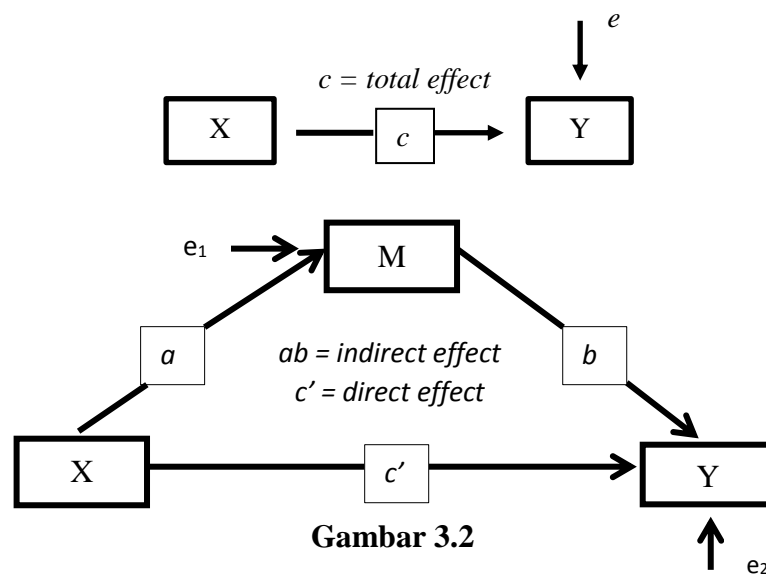 e
c = total effect
X
c
Y
e₁
M
a
ab = indirect effect
b
c’ = direct effect
X
c’
Y
Gambar 3.2
e₂